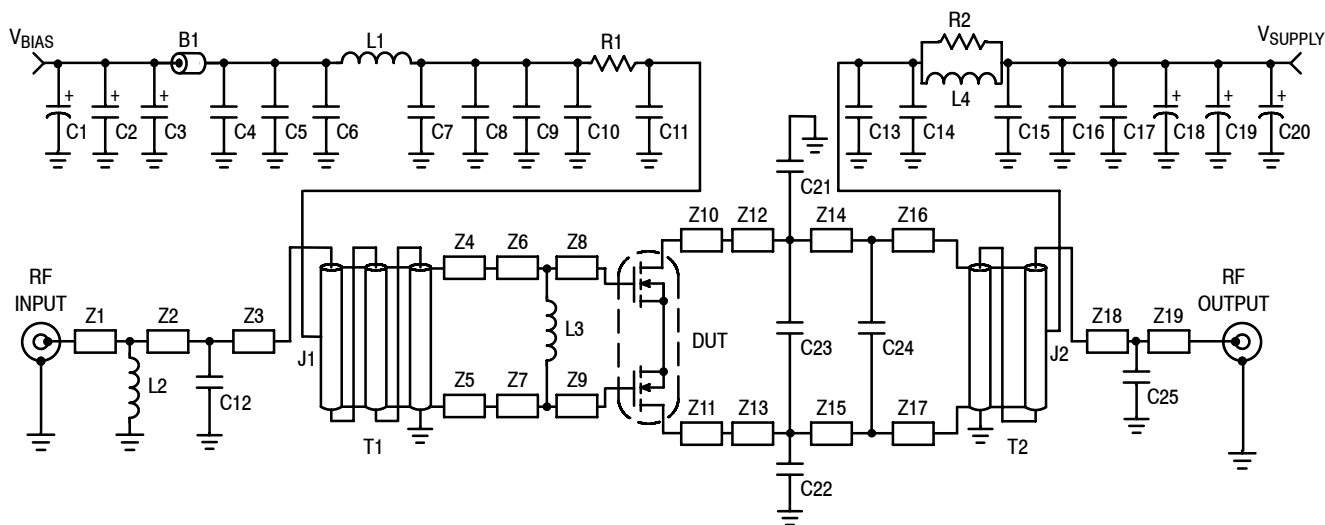 V_BIAS
B1
L1
R1
R2
V_SUPPLY
L4
+
+
+
C1
C2
C3
C4
C5
C6
C7
C8
C9
C10
C11
C13
C14
C15
C16
C17
+
+
+
C18
C19
C20
C21
Z10
Z12
Z14
Z16
Z4
Z6
Z8
RF
INPUT
Z1
Z2
Z3
J1
L3
DUT
C23
C24
J2
Z18
Z19
RF
OUTPUT
L2
C12
Z5
Z7
Z9
C25
Z11
Z13
Z15
Z17
T1
T2
C22